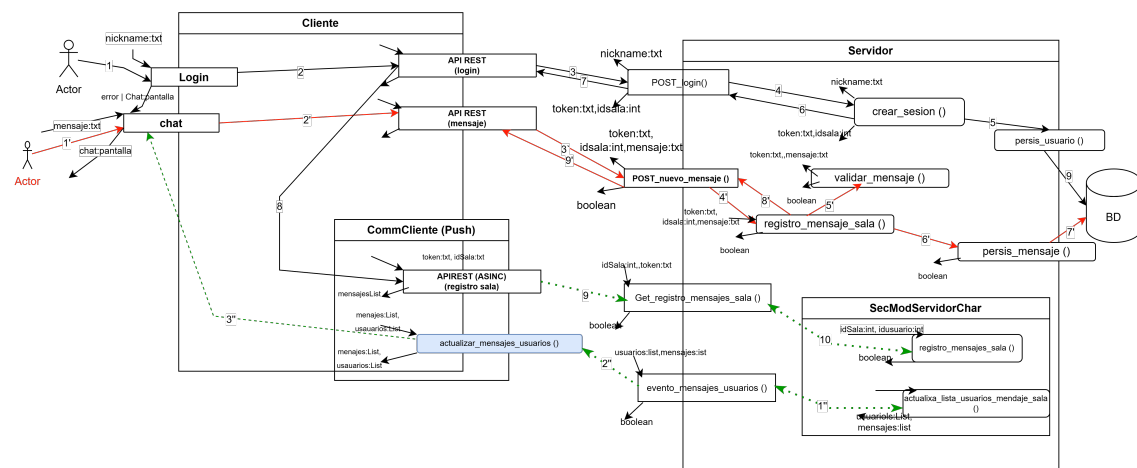 Cliente
Servidor
nickname:txt
Actor
1
Login
2
API REST
(login)
3
7
nickname:txt
POST_login()
token:txt,idsala:int
4
6
nickname:txt
crear_sesion ()
token:txt,idsala:int
5
persis_usuario ()
9
BD
error | Chat:pantalla
mensaje:txt
chat
1'
Actor
chat:pantalla
2'
API REST
(mensaje)
3
9'
token:txt,
idsala:int,mensaje:txt
POST_nuevo_mensaje ()
boolean
4'
8'
token:txt,,mensaje:txt
validar_mensaje ()
boolean
5'
token:txt,
idsala:int,mensaje:txt
registro_mensaje_sala ()
boolean
6'
7'
persis_mensaje ()
boolean
8
CommCliente (Push)
token:txt, idSala:txt
APIREST (ASINC)
(registro sala)
mensajesList
9
idSala:int,,token:txt
Get_registro_mensajes_sala ()
boolean
10
SecModServidorChar
idSala:int, idusuario:int
registro_mensajes_sala ()
boolean
3''
menajes:List,
usauarios:List
actualizar_mensajes_usuarios ()
menajes:List,
usauarios:List
2''
usuarios:list,mensajes:ist
evento_mensajes_usuarios ()
boolean
1''
actualixa_lista_usuarios_mendaje_sala
()
usuariols:List,
mensajes:list